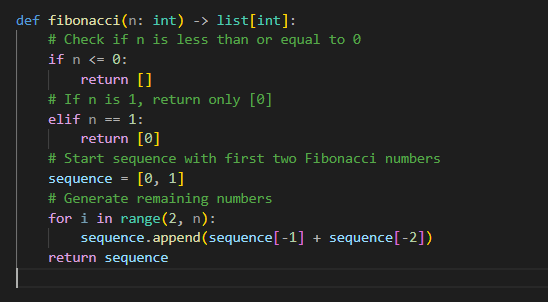 def fibonacci(n: int) -> list[int]:
    # Check if n is less than or equal to 0
    if n <= 0:
        return []
    # If n is 1, return only [0]
    elif n == 1:
        return [0]
    # Start sequence with first two Fibonacci numbers
    sequence = [0, 1]
    # Generate remaining numbers
    for i in range(2, n):
        sequence.append(sequence[-1] + sequence[-2])
    return sequence